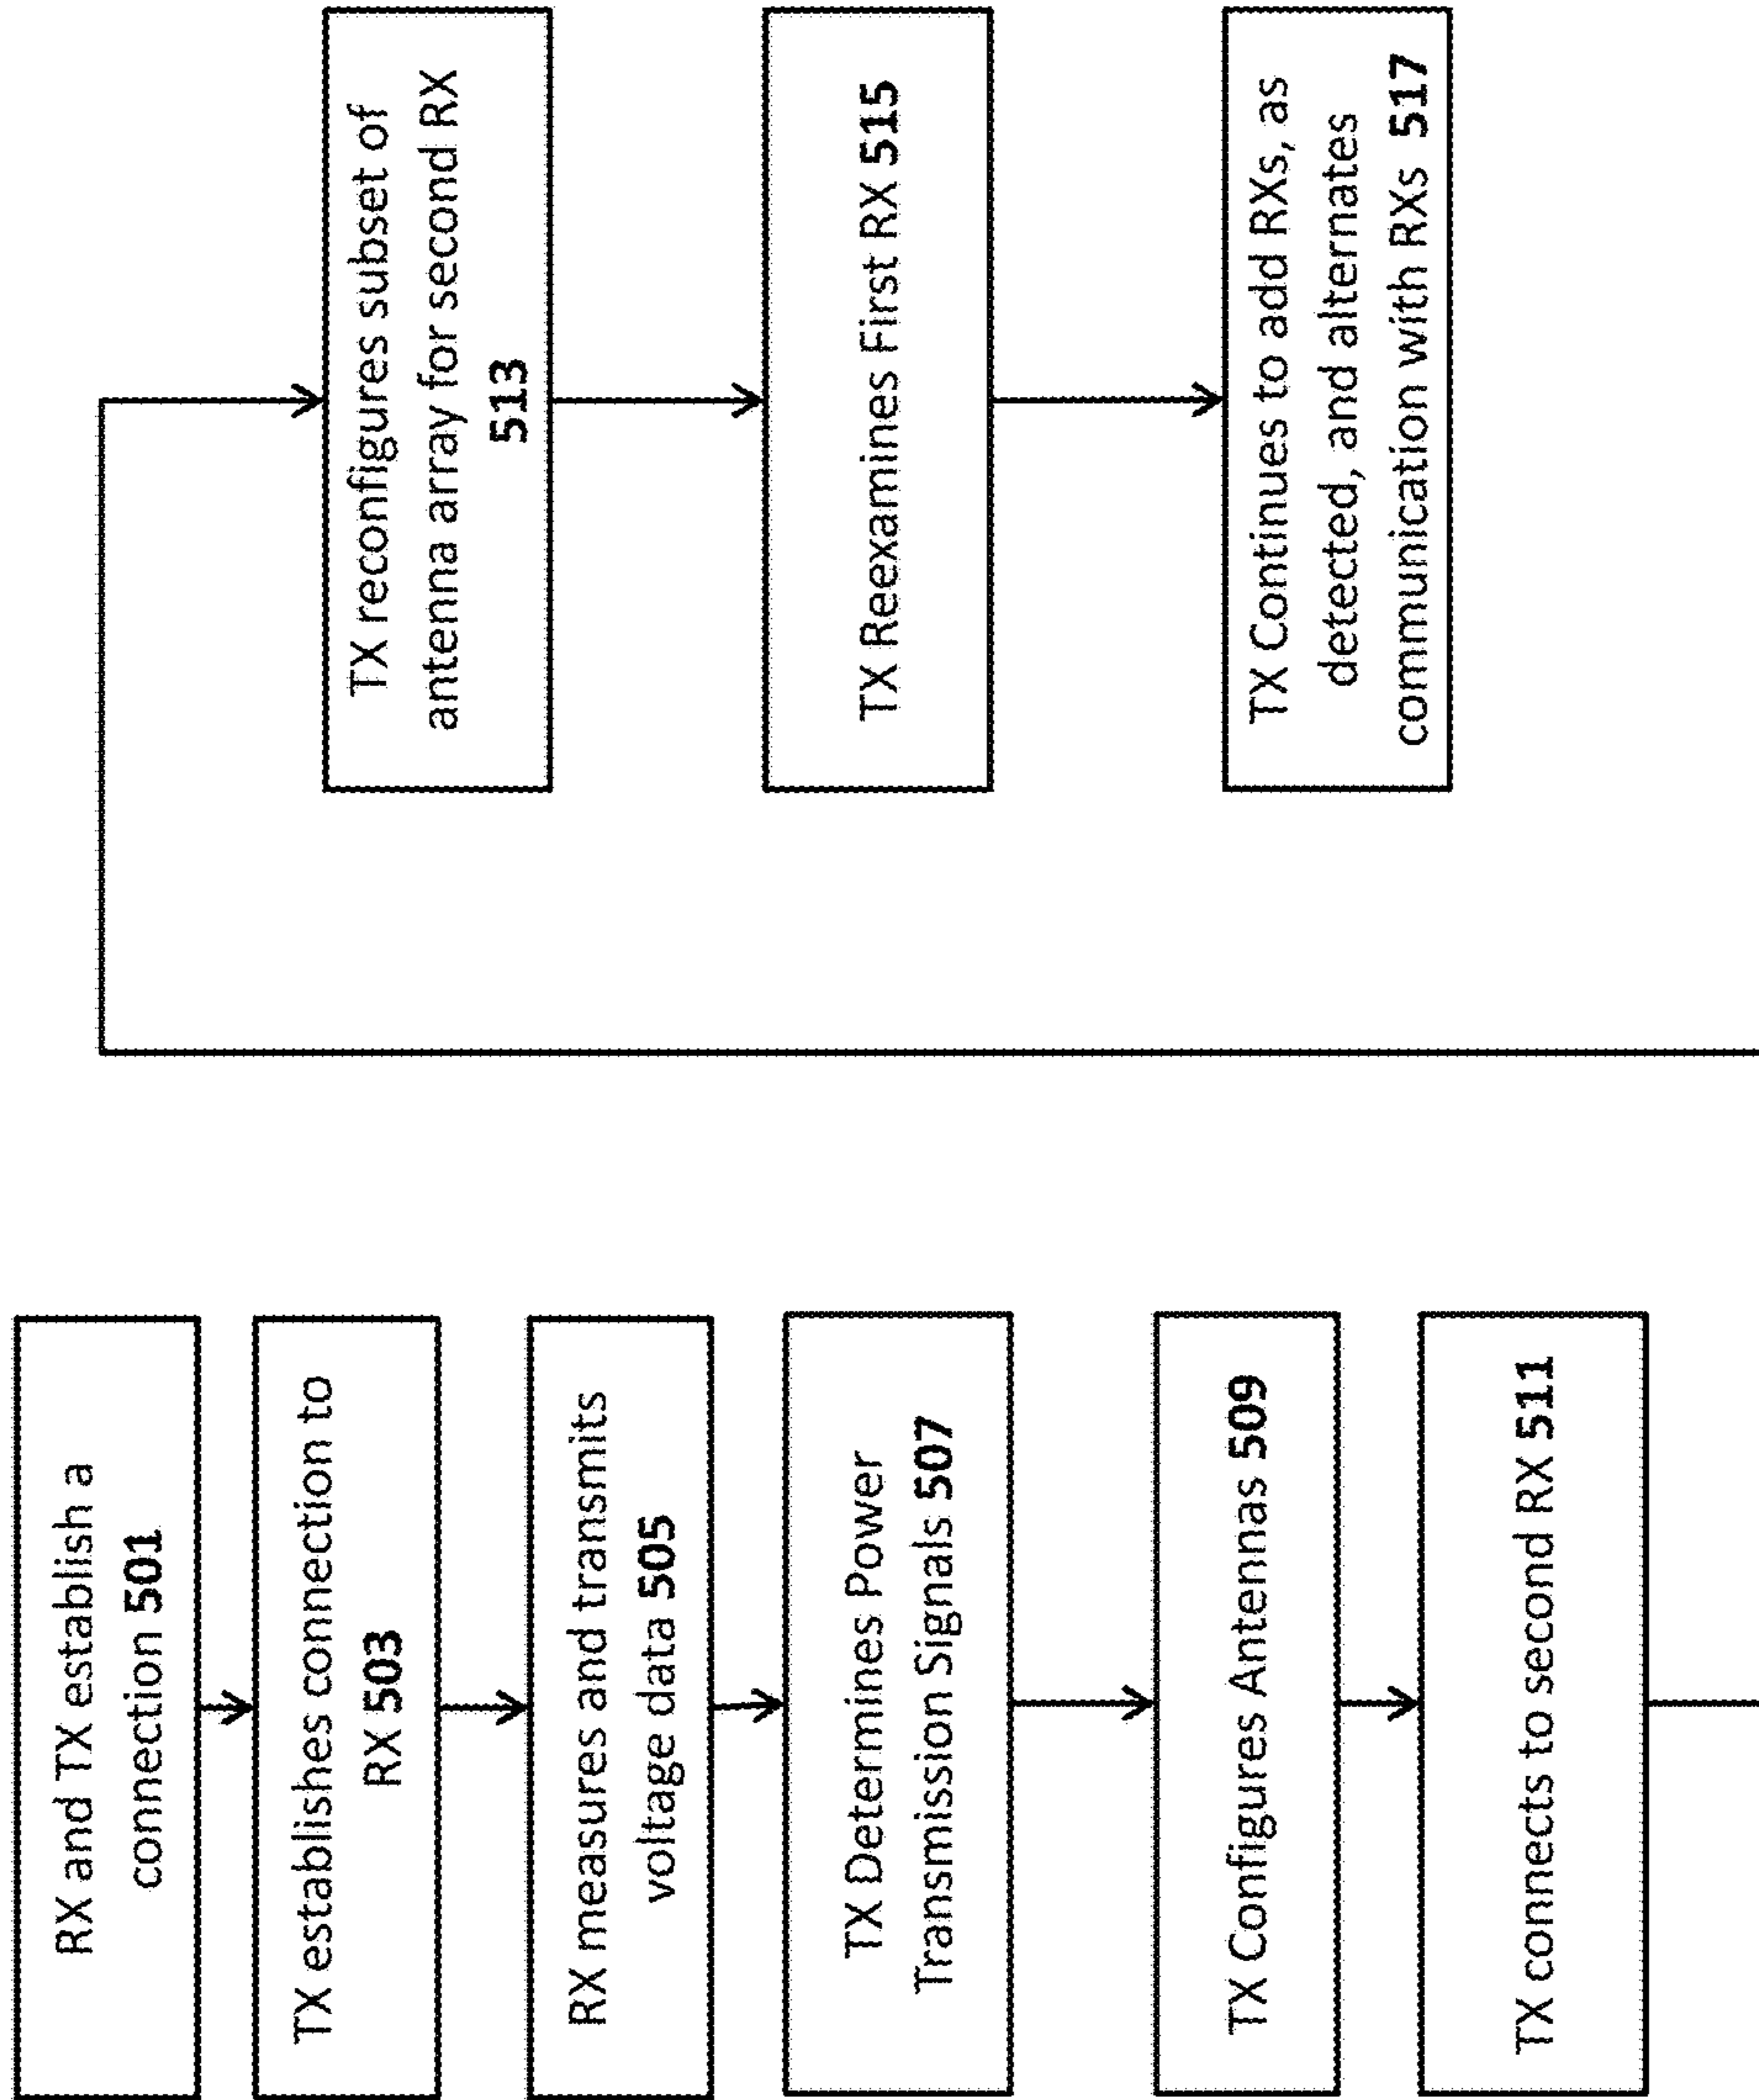 RX and TX establish a
connection 501
TX establishes connection to
RX 503
RX measures and transmits
voltage data 505
TX Determines Power
Transmission Signals 507
TX Configures Antennas 509
TX connects to second RX 511
TX reconfigures subset of
antenna array for second RX
513
TX Reexamines First RX 515
TX Continues to add RXs, as
detected, and alternates
communication with RXs 517